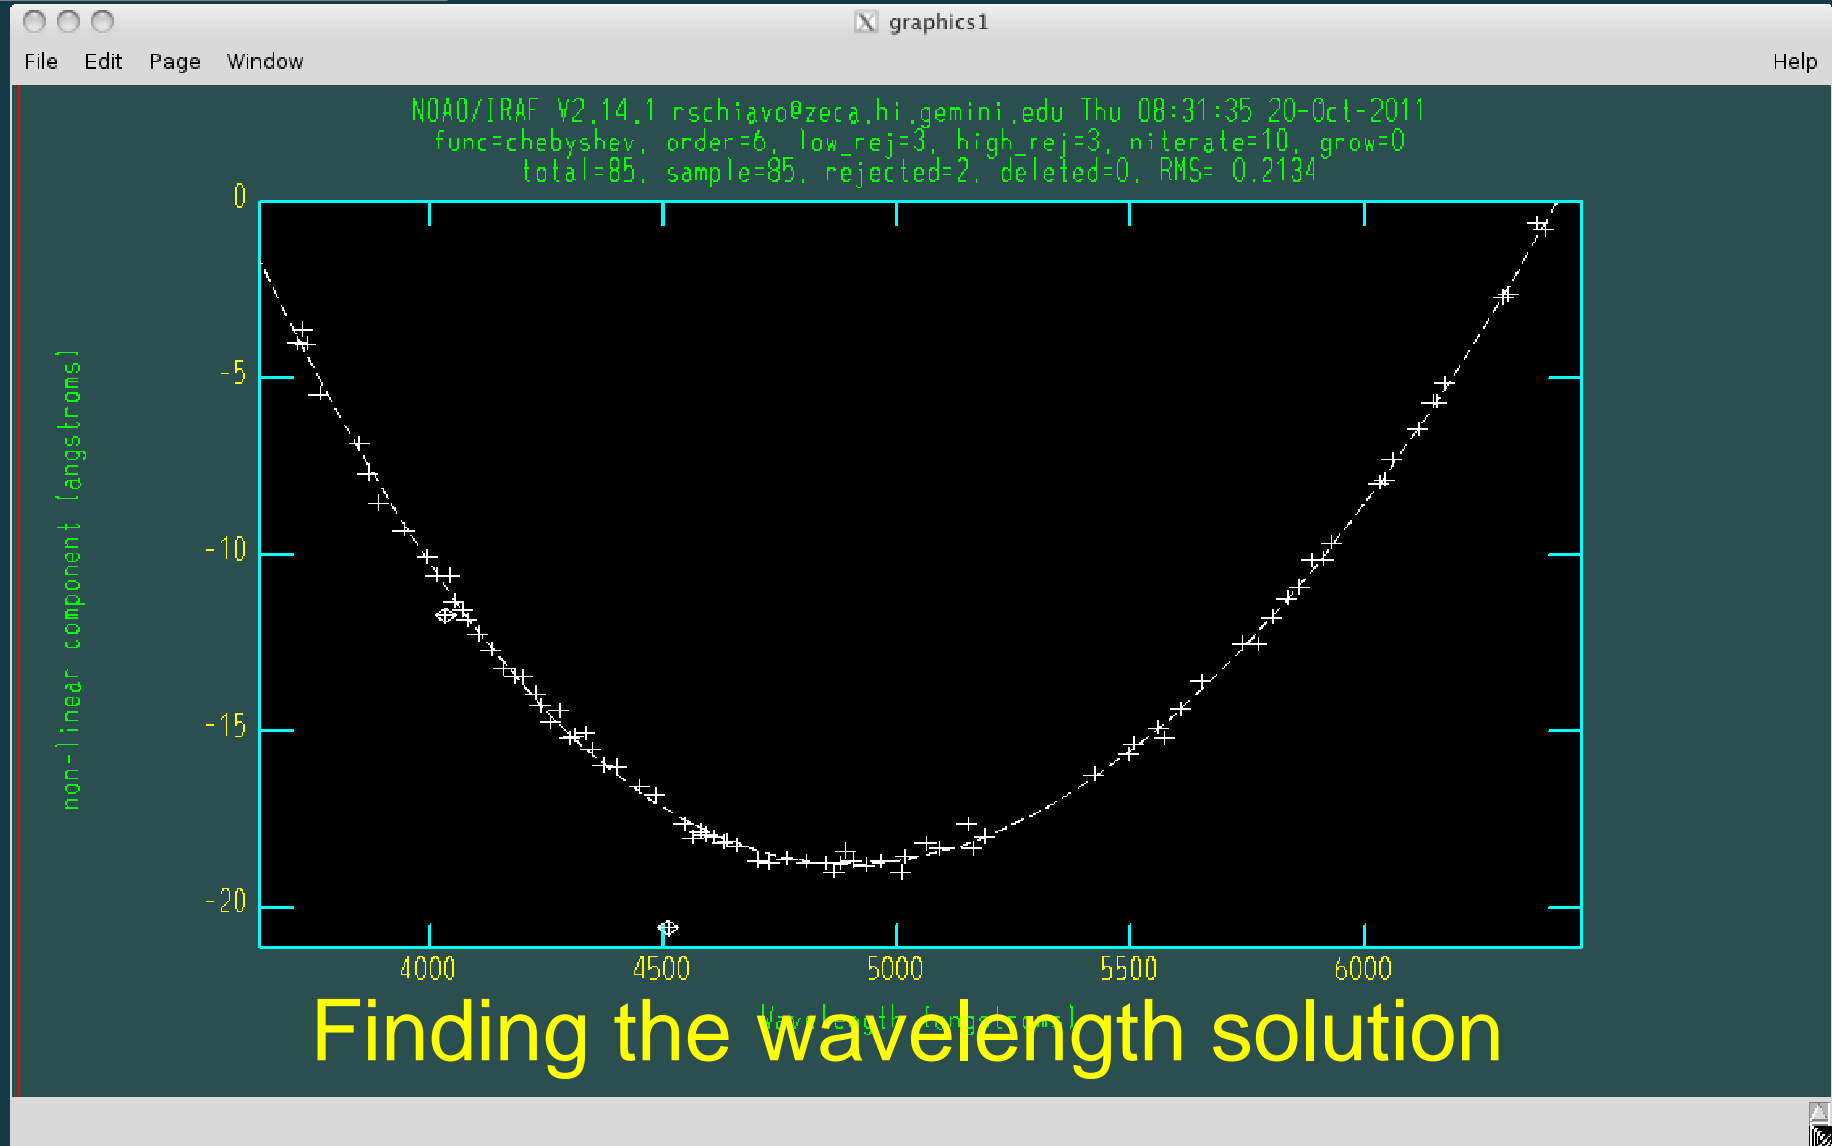 graphics1
File Edit Page Window Help
NOAO/IRAF V2.14.1 rschiavo@zeca.hi.gemini.edu Thu 08:31:35 20-Oct-2011
func=chebyshev, order=6, low_rej=3, high_rej=3, niterate=10, grow=0
total=85, sample=85, rejected=2, deleted=0, RMS= 0.2134
0
-5
-10
-15
-20
non-linear component (angstroms)
4000 4500 5000 5500 6000
Wavelength (angstroms)
Finding the wavelength solution